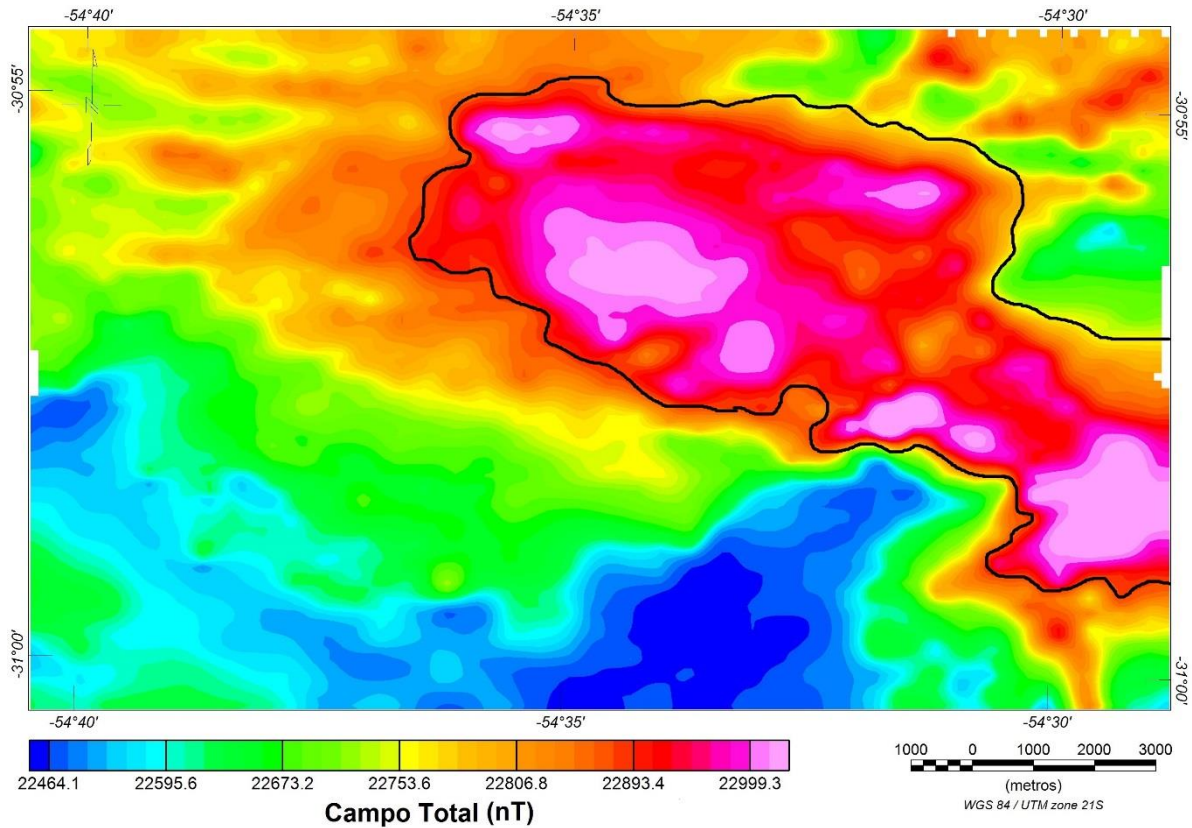 -54°40' -54°35' -54°30'
-30°55' -30°55'
-31°00' -31°00'
-54°40' -54°35' -54°30'
22464.1 22595.6 22673.2 22753.6 22806.8 22893.4 22999.3
Campo Total (nT)
1000 0 1000 2000 3000
(metros)
WGS 84 / UTM zone 21S